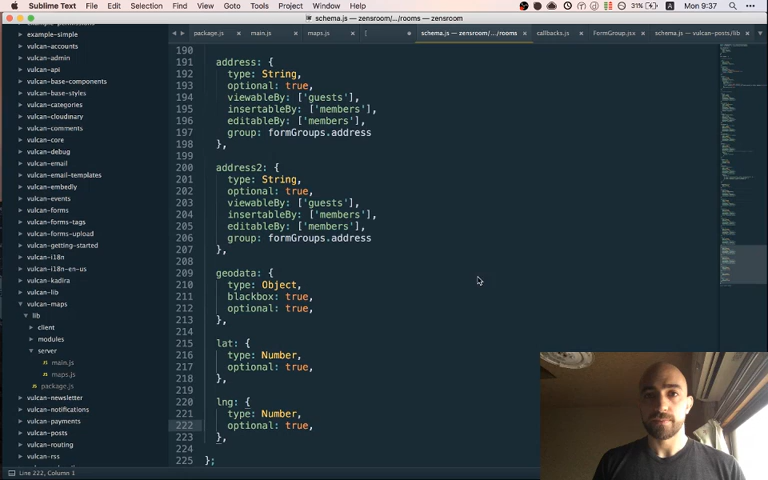 Sublime Text File Edit Selection Find View Goto Tools Project Window Help 31% Mon 9:37
schema.js — zensroom/.../rooms
package.js × main.js × maps.js × schema.js — zensroom/.../rooms × callbacks.js × FormGroup.jsx × schema.js — vulcan-posts/lib ×
example-simple
vulcan-accounts
vulcan-admin
vulcan-api
vulcan-base-components
vulcan-base-styles
vulcan-categories
vulcan-cloudinary
vulcan-comments
vulcan-core
vulcan-debug
vulcan-email
vulcan-email-templates
vulcan-embedly
vulcan-events
vulcan-forms
vulcan-forms-tags
vulcan-forms-upload
vulcan-getting-started
vulcan-i18n
vulcan-i18n-en-us
vulcan-kadira
vulcan-lib
vulcan-maps
lib
client
modules
server
main.js
maps.js
package.js
vulcan-newsletter
vulcan-notifications
vulcan-payments
vulcan-posts
vulcan-routing
vulcan-rss
190
191 address: {
192 type: String,
193 optional: true,
194 viewableBy: ['guests'],
195 insertableBy: ['members'],
196 editableBy: ['members'],
197 group: formGroups.address
198 },
199
200 address2: {
201 type: String,
202 optional: true,
203 viewableBy: ['guests'],
204 insertableBy: ['members'],
205 editableBy: ['members'],
206 group: formGroups.address
207 },
208
209 geodata: {
210 type: Object,
211 blackbox: true,
212 optional: true,
213 },
214
215 lat: {
216 type: Number,
217 optional: true,
218 },
219
220 lng: {
221 type: Number,
222 optional: true,
223 },
224
225 };
Line 222, Column 1